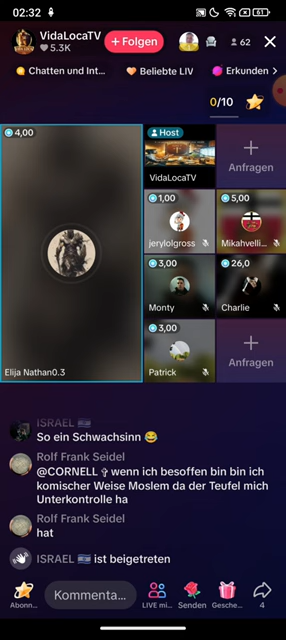 02:32
61
VidaLocaTV
5.3K
+ Folgen
62
Chatten und Int...
Beliebte LIV
Erkunden
0/10
4,00
Host
VidaLocaTV
Anfragen
1,00
jerylolgross
5,00
Mikahvelli...
3,00
Monty
26,0
Charlie
3,00
Patrick
Anfragen
Elija Nathan0.3
ISRAEL
So ein Schwachsinn 😂
Rolf Frank Seidel
@CORNELL ✞ wenn ich besoffen bin bin ich
komischer Weise Moslem da der Teufel mich
Unterkontrolle ha
Rolf Frank Seidel
hat
ISRAEL 🇮🇱 ist beigetreten
Abonn...
Kommenta...
LIVE mi...
Senden
Gesche...
4